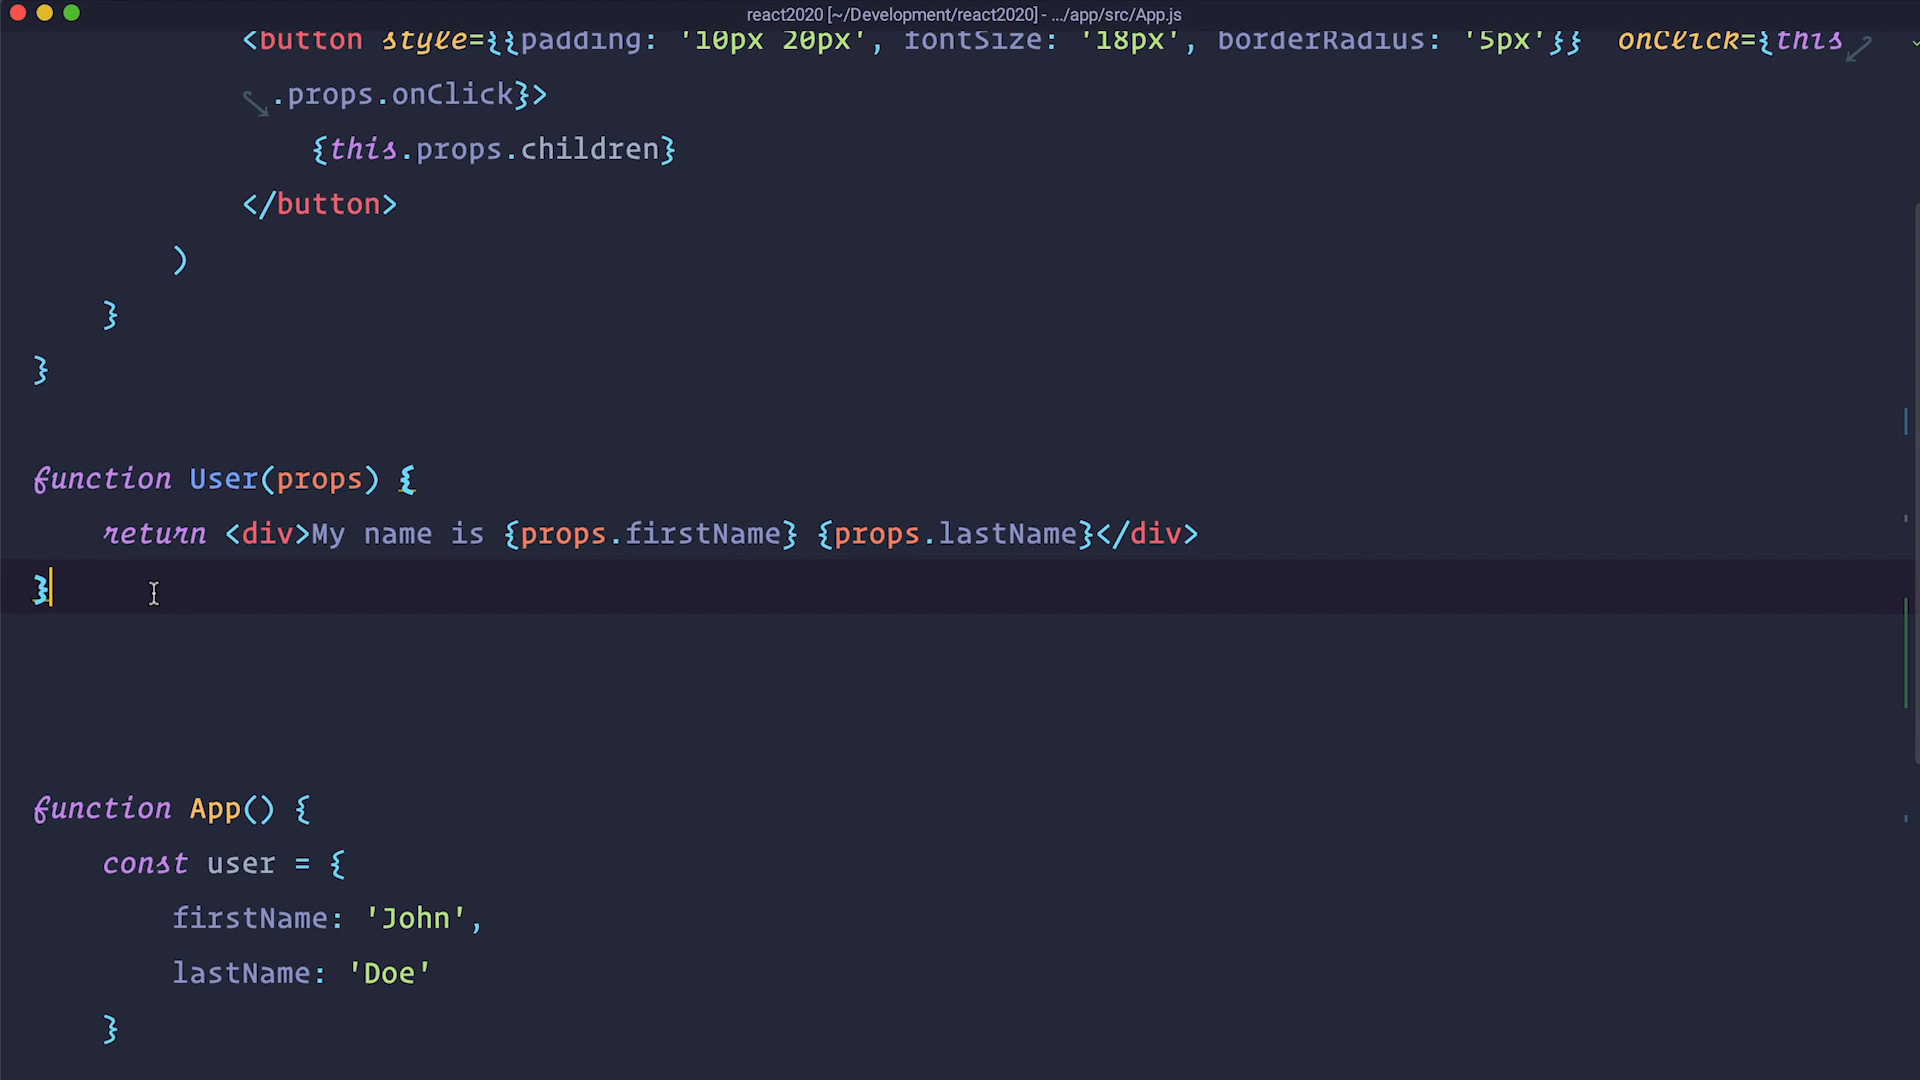 react2020 [~/Development/react2020] - .../app/src/App.js
<button style={{padding: '10px 20px', fontSize: '18px', borderRadius: '5px'}}  onClick={this
.props.onClick}>
{this.props.children}
</button>
)
}
}
function User(props) {
return <div>My name is {props.firstName} {props.lastName}</div>
}
function App() {
const user = {
firstName: 'John',
lastName: 'Doe'
}